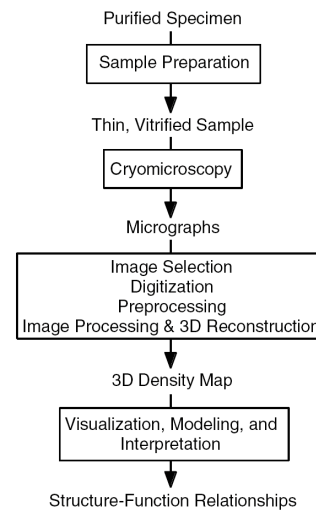 Purified Specimen
Sample Preparation
Thin, Vitrified Sample
Cryomicroscopy
Micrographs
Image Selection
Digitization
Preprocessing
Image Processing & 3D Reconstruction
3D Density Map
Visualization, Modeling, and
Interpretation
Structure-Function Relationships